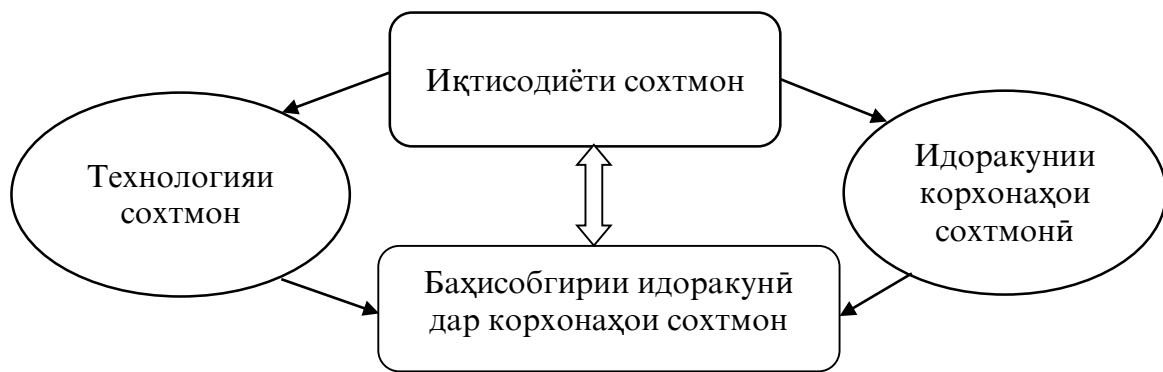 Иқтисодиёти сохтмон
Технологияи
сохтмон
Идоракунии
корхонаҳои
сохтмонӣ
Баҳисобгирии идоракунӣ
дар корхонаҳои сохтмон